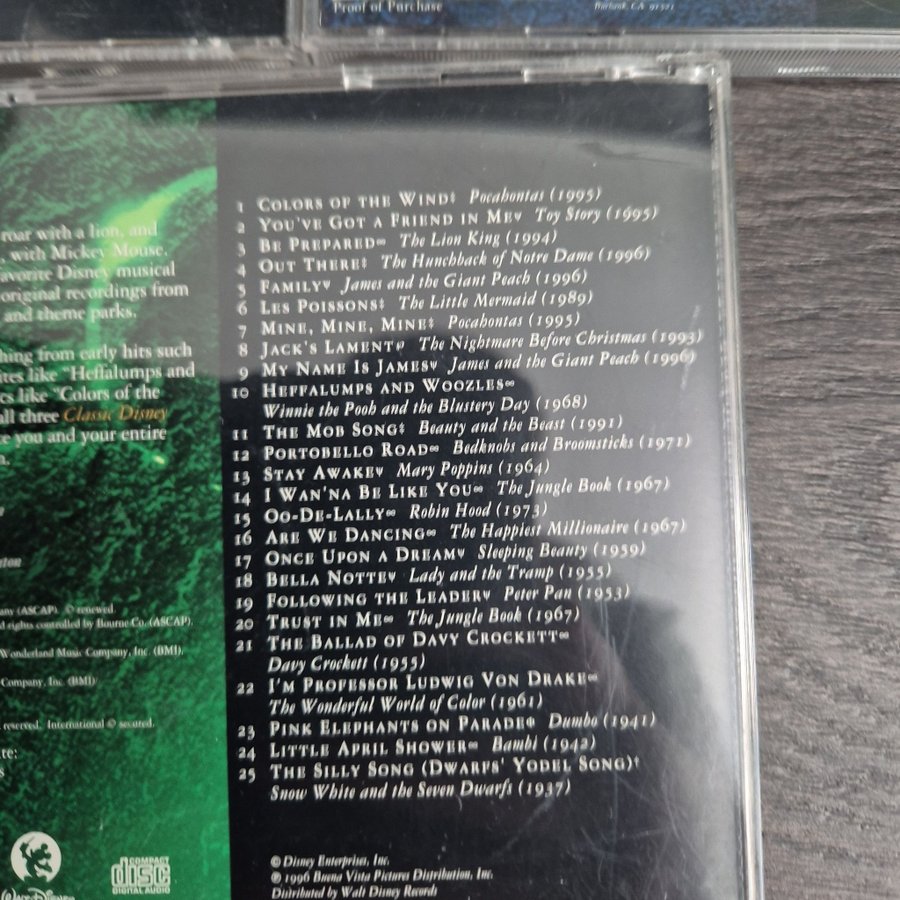 Proof of Purchase
Burbank, CA 91521
roar with a lion, and
, with Mickey Mouse.
avorite Disney musical
original recordings from
and theme parks.
hing from early hits such
ites like "Heffalumps and
cs like "Colors of the
all three Classic Disney
e you and your entire
1 COLORS OF THE WIND‡ Pocahontas (1995)
2 YOU'VE GOT A FRIEND IN ME♥ Toy Story (1995)
3 BE PREPARED∞ The Lion King (1994)
4 OUT THERE‡ The Hunchback of Notre Dame (1996)
5 FAMILY♥ James and the Giant Peach (1996)
6 LES POISSONS‡ The Little Mermaid (1989)
7 MINE, MINE, MINE‡ Pocahontas (1995)
8 JACK'S LAMENT The Nightmare Before Christmas (1993)
9 MY NAME IS JAMES♥ James and the Giant Peach (1996)
10 HEFFALUMPS AND WOOZLES∞
Winnie the Pooh and the Blustery Day (1968)
11 THE MOB SONG‡ Beauty and the Beast (1991)
12 PORTOBELLO ROAD∞ Bedknobs and Broomsticks (1971)
13 STAY AWAKE♥ Mary Poppins (1964)
14 I WAN'NA BE LIKE YOU∞ The Jungle Book (1967)
15 OO-DE-LALLY∞ Robin Hood (1973)
16 ARE WE DANCING∞ The Happiest Millionaire (1967)
17 ONCE UPON A DREAM♥ Sleeping Beauty (1959)
18 BELLA NOTTE♥ Lady and the Tramp (1955)
19 FOLLOWING THE LEADER♥ Peter Pan (1953)
20 TRUST IN ME∞ The Jungle Book (1967)
21 THE BALLAD OF DAVY CROCKETT∞
Davy Crockett (1955)
22 I'M PROFESSOR LUDWIG VON DRAKE∞
The Wonderful World of Color (1961)
23 PINK ELEPHANTS ON PARADE♦ Dumbo (1941)
24 LITTLE APRIL SHOWER∞ Bambi (1942)
25 THE SILLY SONG (DWARFS' YODEL SONG)†
Snow White and the Seven Dwarfs (1937)
any (ASCAP). © renewed.
d rights controlled by Bourne Co. (ASCAP).
Wonderland Music Company, Inc. (BMI).
Company, Inc. (BMI)
reserved. International © secured.
© Disney Enterprises, Inc.
℗ 1996 Buena Vista Pictures Distribution, Inc.
Distributed by Walt Disney Records
COMPACT
disc
DIGITAL AUDIO
WALT DISNEY